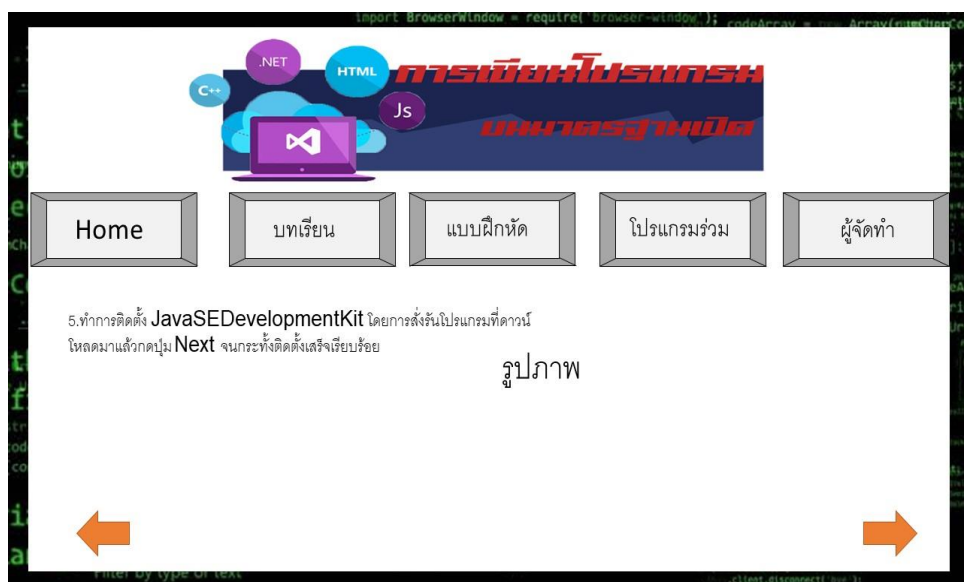 import BrowserWindow = require('browser-window');
.NET
HTML
C++
Js
การเขียนโปรแกรม
บนมาตรฐานเปิด
Home
บทเรียน
แบบฝึกหัด
โปรแกรมร่วม
ผู้จัดทำ
5.ทำการติดตั้ง JavaSEDevelopmentKit โดยการสั่งรันโปรแกรมที่ดาวน์
โหลดมาแล้วกดปุ่ม Next จนกระทั้งติดตั้งเสร็จเรียบร้อย
รูปภาพ
Filter by type or text